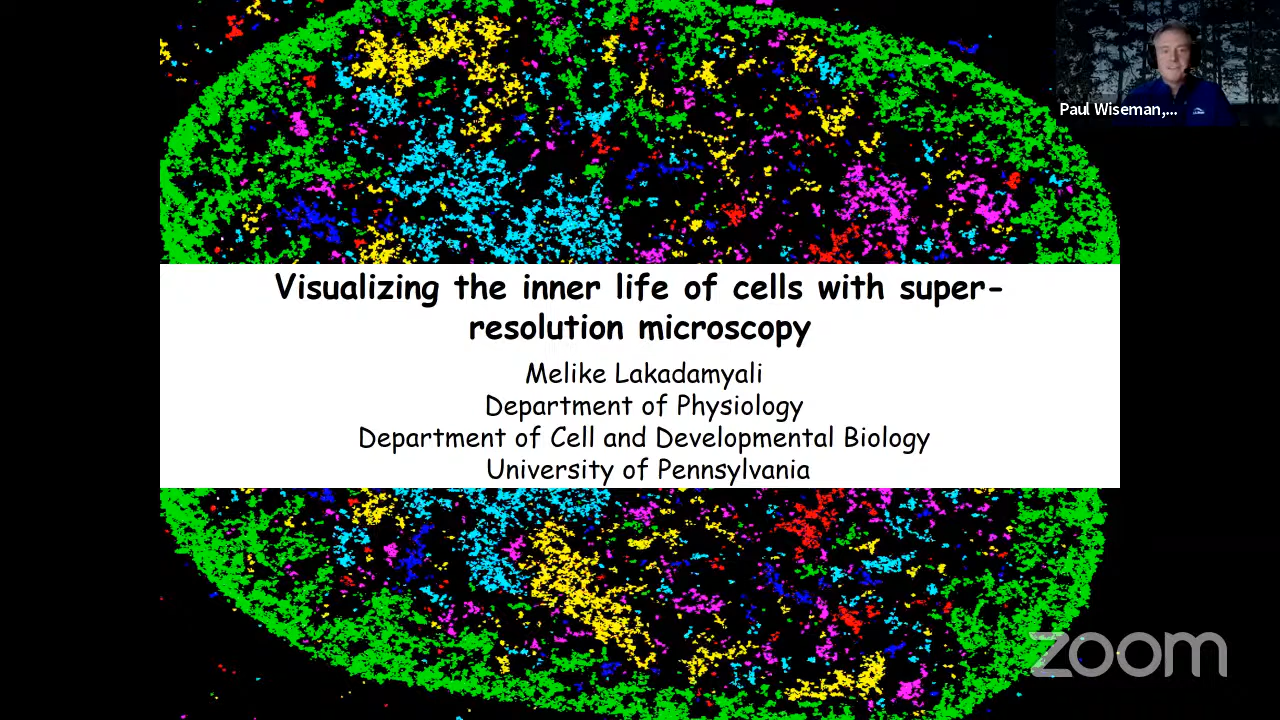 Paul Wiseman,...
Visualizing the inner life of cells with super-
resolution microscopy
Melike Lakadamyali
Department of Physiology
Department of Cell and Developmental Biology
University of Pennsylvania
zoom